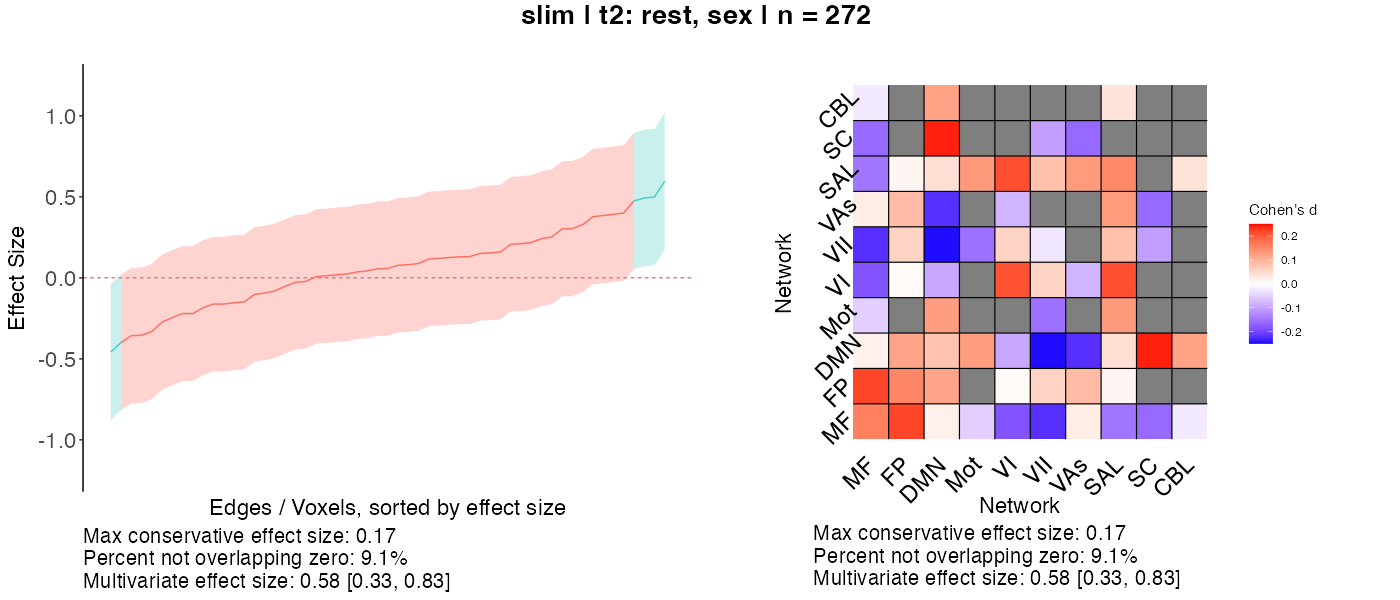 slim | t2: rest, sex | n = 272
Effect Size
1.0
0.5
0.0
-0.5
-1.0
Edges / Voxels, sorted by effect size
Max conservative effect size: 0.17
Percent not overlapping zero: 9.1%
Multivariate effect size: 0.58 [0.33, 0.83]
Network
CBL
SC
SAL
VAs
VII
VI
Mot
DMN
FP
MF
MF
FP
DMN
Mot
VI
VII
VAs
SAL
SC
CBL
Network
Cohen's d
0.2
0.1
0.0
-0.1
-0.2
Max conservative effect size: 0.17
Percent not overlapping zero: 9.1%
Multivariate effect size: 0.58 [0.33, 0.83]